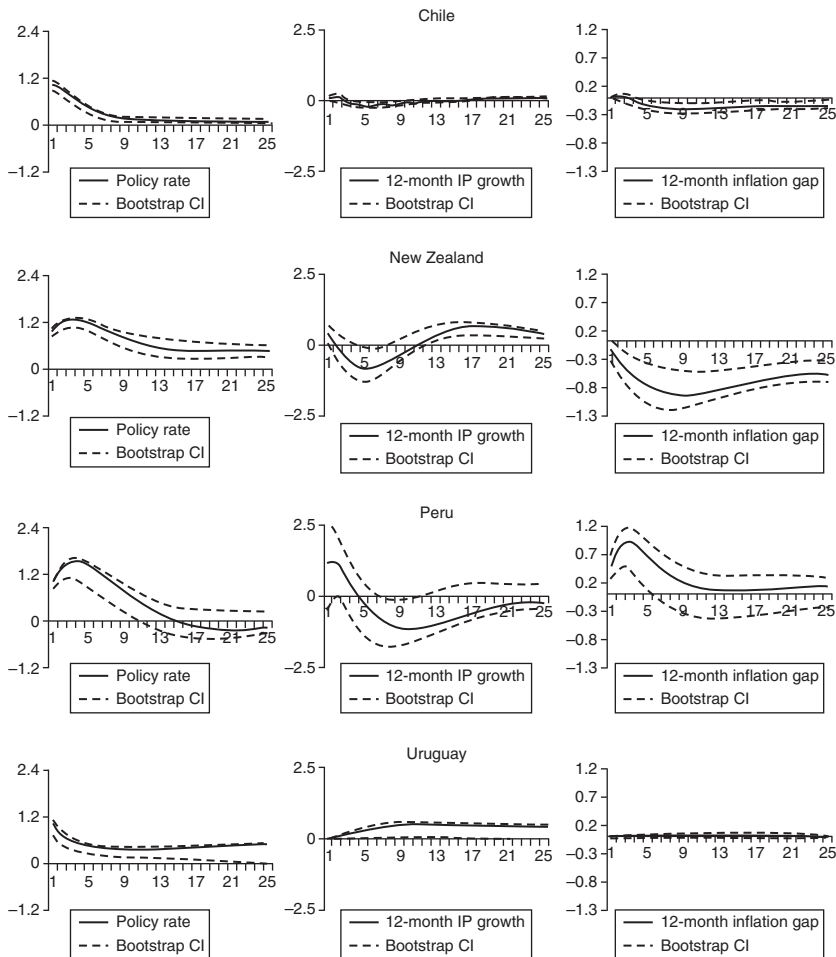 Chile
2.4
1.2
0
−1.2
1 5 9 13 17 21 25
Policy rate
Bootstrap CI
2.5
0
−2.5
1 5 9 13 17 21 25
12-month IP growth
Bootstrap CI
1.2
0.7
0.2
−0.3
−0.8
−1.3
1 5 9 13 17 21 25
12-month inflation gap
Bootstrap CI
New Zealand
2.4
1.2
0
−1.2
1 5 9 13 17 21 25
Policy rate
Bootstrap CI
2.5
0
−2.5
1 5 9 13 17 21 25
12-month IP growth
Bootstrap CI
1.2
0.7
0.2
−0.3
−0.8
−1.3
1 5 9 13 17 21 25
12-month inflation gap
Bootstrap CI
Peru
2.4
1.2
0
−1.2
1 5 9 13 17 21 25
Policy rate
Bootstrap CI
2.5
0
−2.5
1 5 9 13 17 21 25
12-month IP growth
Bootstrap CI
1.2
0.7
0.2
−0.3
−0.8
−1.3
1 5 9 13 17 21 25
12-month inflation gap
Bootstrap CI
Uruguay
2.4
1.2
0
−1.2
1 5 9 13 17 21 25
Policy rate
Bootstrap CI
2.5
0
−2.5
1 5 9 13 17 21 25
12-month IP growth
Bootstrap CI
1.2
0.7
0.2
−0.3
−0.8
−1.3
1 5 9 13 17 21 25
12-month inflation gap
Bootstrap CI